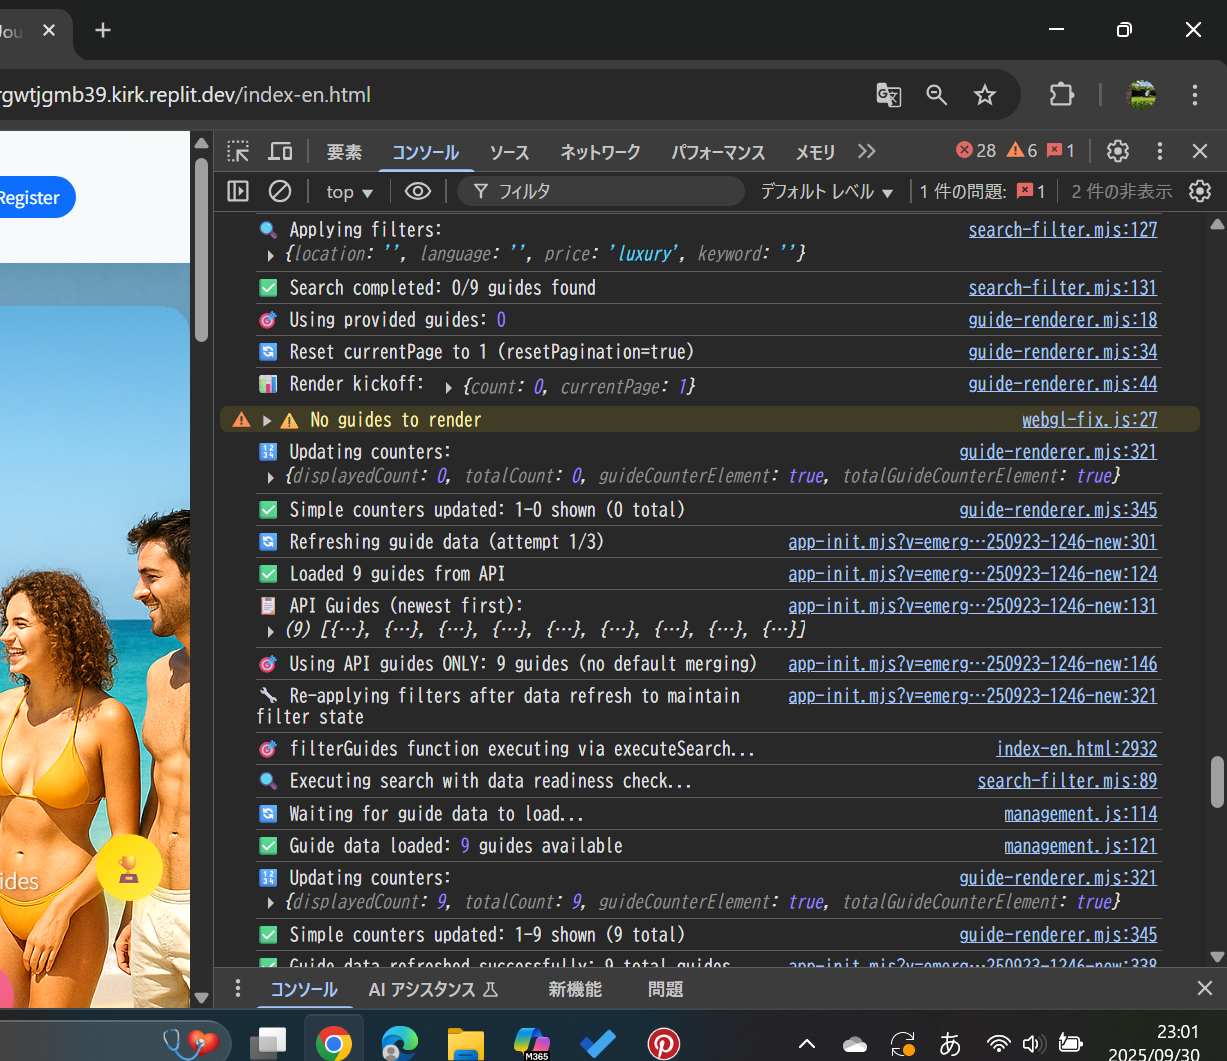 rgwtjgmb39.kirk.replit.dev/index-en.html
Register
要素 コンソール ソース ネットワーク パフォーマンス メモリ 28 6 1
top フィルタ デフォルト レベル 1 件の問題: 1 2 件の非表示
Applying filters: search-filter.mjs:127
{location: '', language: '', price: 'luxury', keyword: ''}
Search completed: 0/9 guides found search-filter.mjs:131
Using provided guides: 0 guide-renderer.mjs:18
Reset currentPage to 1 (resetPagination=true) guide-renderer.mjs:34
Render kickoff: {count: 0, currentPage: 1} guide-renderer.mjs:44
No guides to render webgl-fix.js:27
Updating counters: guide-renderer.mjs:321
{displayedCount: 0, totalCount: 0, guideCounterElement: true, totalGuideCounterElement: true}
Simple counters updated: 1-0 shown (0 total) guide-renderer.mjs:345
Refreshing guide data (attempt 1/3) app-init.mjs?v=emerg…250923-1246-new:301
Loaded 9 guides from API app-init.mjs?v=emerg…250923-1246-new:124
API Guides (newest first): app-init.mjs?v=emerg…250923-1246-new:131
(9) [{…}, {…}, {…}, {…}, {…}, {…}, {…}, {…}, {…}]
Using API guides ONLY: 9 guides (no default merging) app-init.mjs?v=emerg…250923-1246-new:146
Re-applying filters after data refresh to maintain app-init.mjs?v=emerg…250923-1246-new:321
filter state
filterGuides function executing via executeSearch... index-en.html:2932
Executing search with data readiness check... search-filter.mjs:89
Waiting for guide data to load... management.js:114
Guide data loaded: 9 guides available management.js:121
Updating counters: guide-renderer.mjs:321
{displayedCount: 9, totalCount: 9, guideCounterElement: true, totalGuideCounterElement: true}
Simple counters updated: 1-9 shown (9 total) guide-renderer.mjs:345
Guide data refreshed successfully: 9 total guides app-init.mjs?v=emerg…250923-1246-new:338
ides
コンソール AI アシスタンス 新機能 問題
M365
あ
23:01
2025/09/30